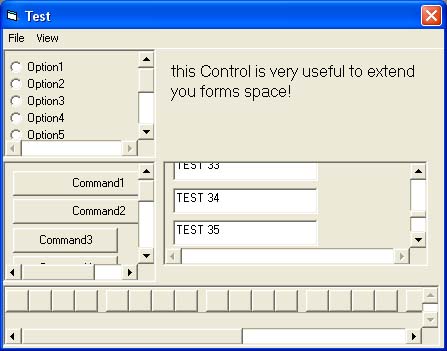 Test
File View
Option1
Option2
Option3
Option4
Option5
this Control is very useful to extend
you forms space!
Command1
Command2
Command3
TEST 33
TEST 34
TEST 35